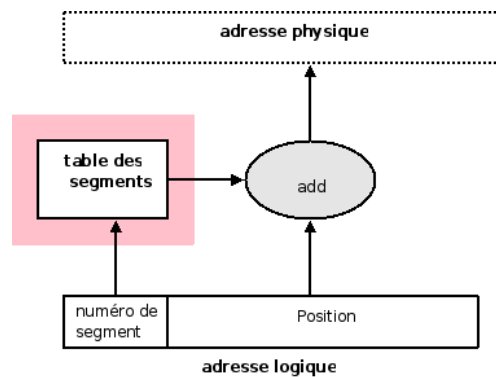 adresse physique
table des
segments
add
numéro de
segment
Position
adresse logique